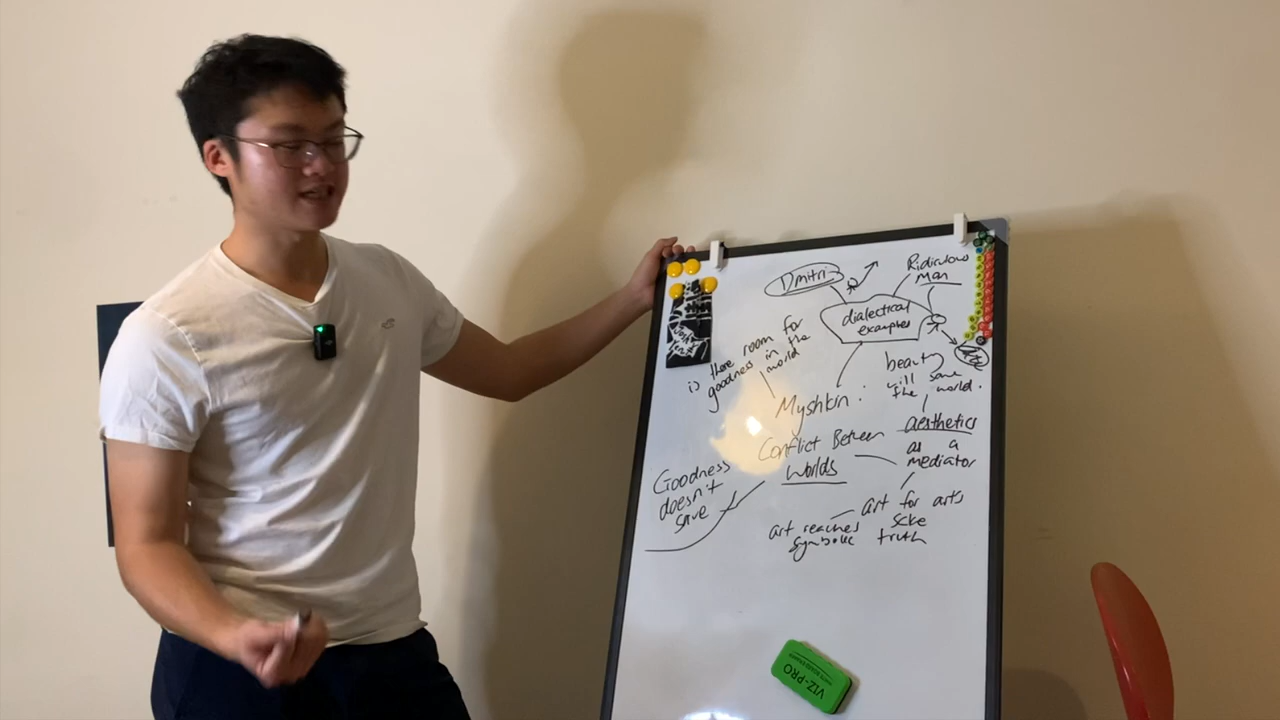 Dmitri
Ridiculous
man
dialectical
examples
is there room for
goodness in the
world
beauty
will save
the world.
Myshkin:
Conflict Between
Worlds
aesthetics
as a
mediator
Goodness
doesn't
save
art for art's
sake
art reaches
symbolic truth
VIZ-PRO